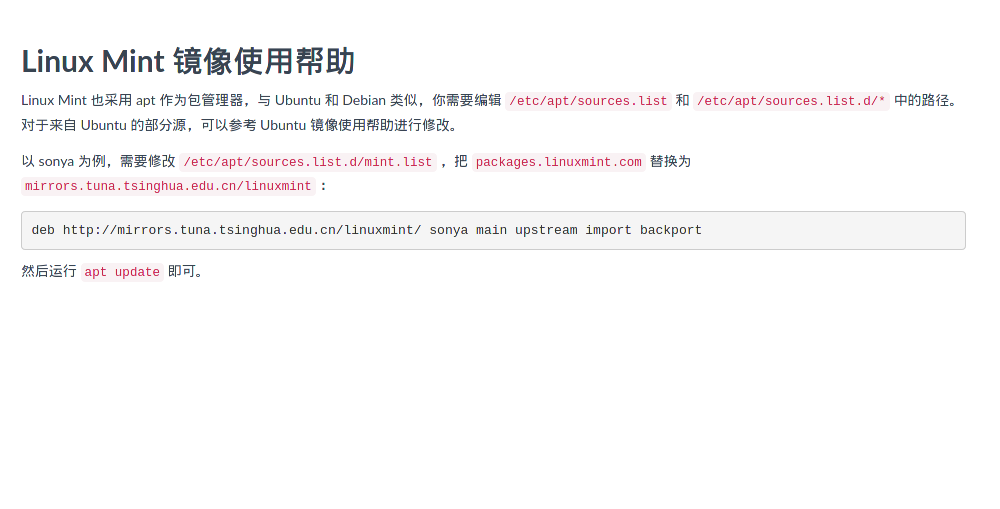 Linux Mint 镜像使用帮助
Linux Mint 也采用 apt 作为包管理器，与 Ubuntu 和 Debian 类似，你需要编辑 /etc/apt/sources.list 和 /etc/apt/sources.list.d/* 中的路径。
对于来自 Ubuntu 的部分源，可以参考 Ubuntu 镜像使用帮助进行修改。
以 sonya 为例，需要修改 /etc/apt/sources.list.d/mint.list ，把 packages.linuxmint.com 替换为
mirrors.tuna.tsinghua.edu.cn/linuxmint ：
deb http://mirrors.tuna.tsinghua.edu.cn/linuxmint/ sonya main upstream import backport
然后运行 apt update 即可。